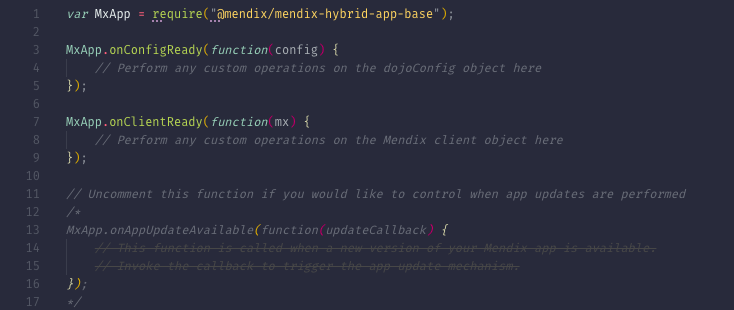 1 var MxApp = require("@mendix/mendix-hybrid-app-base");
2
3 MxApp.onConfigReady(function(config) {
4 // Perform any custom operations on the dojoConfig object here
5 });
6
7 MxApp.onClientReady(function(mx) {
8 // Perform any custom operations on the Mendix client object here
9 });
10
11 // Uncomment this function if you would like to control when app updates are performed
12 /*
13 MxApp.onAppUpdateAvailable(function(updateCallback) {
14 // This function is called when a new version of your Mendix app is available.
15 // Invoke the callback to trigger the app update mechanism.
16 });
17 */